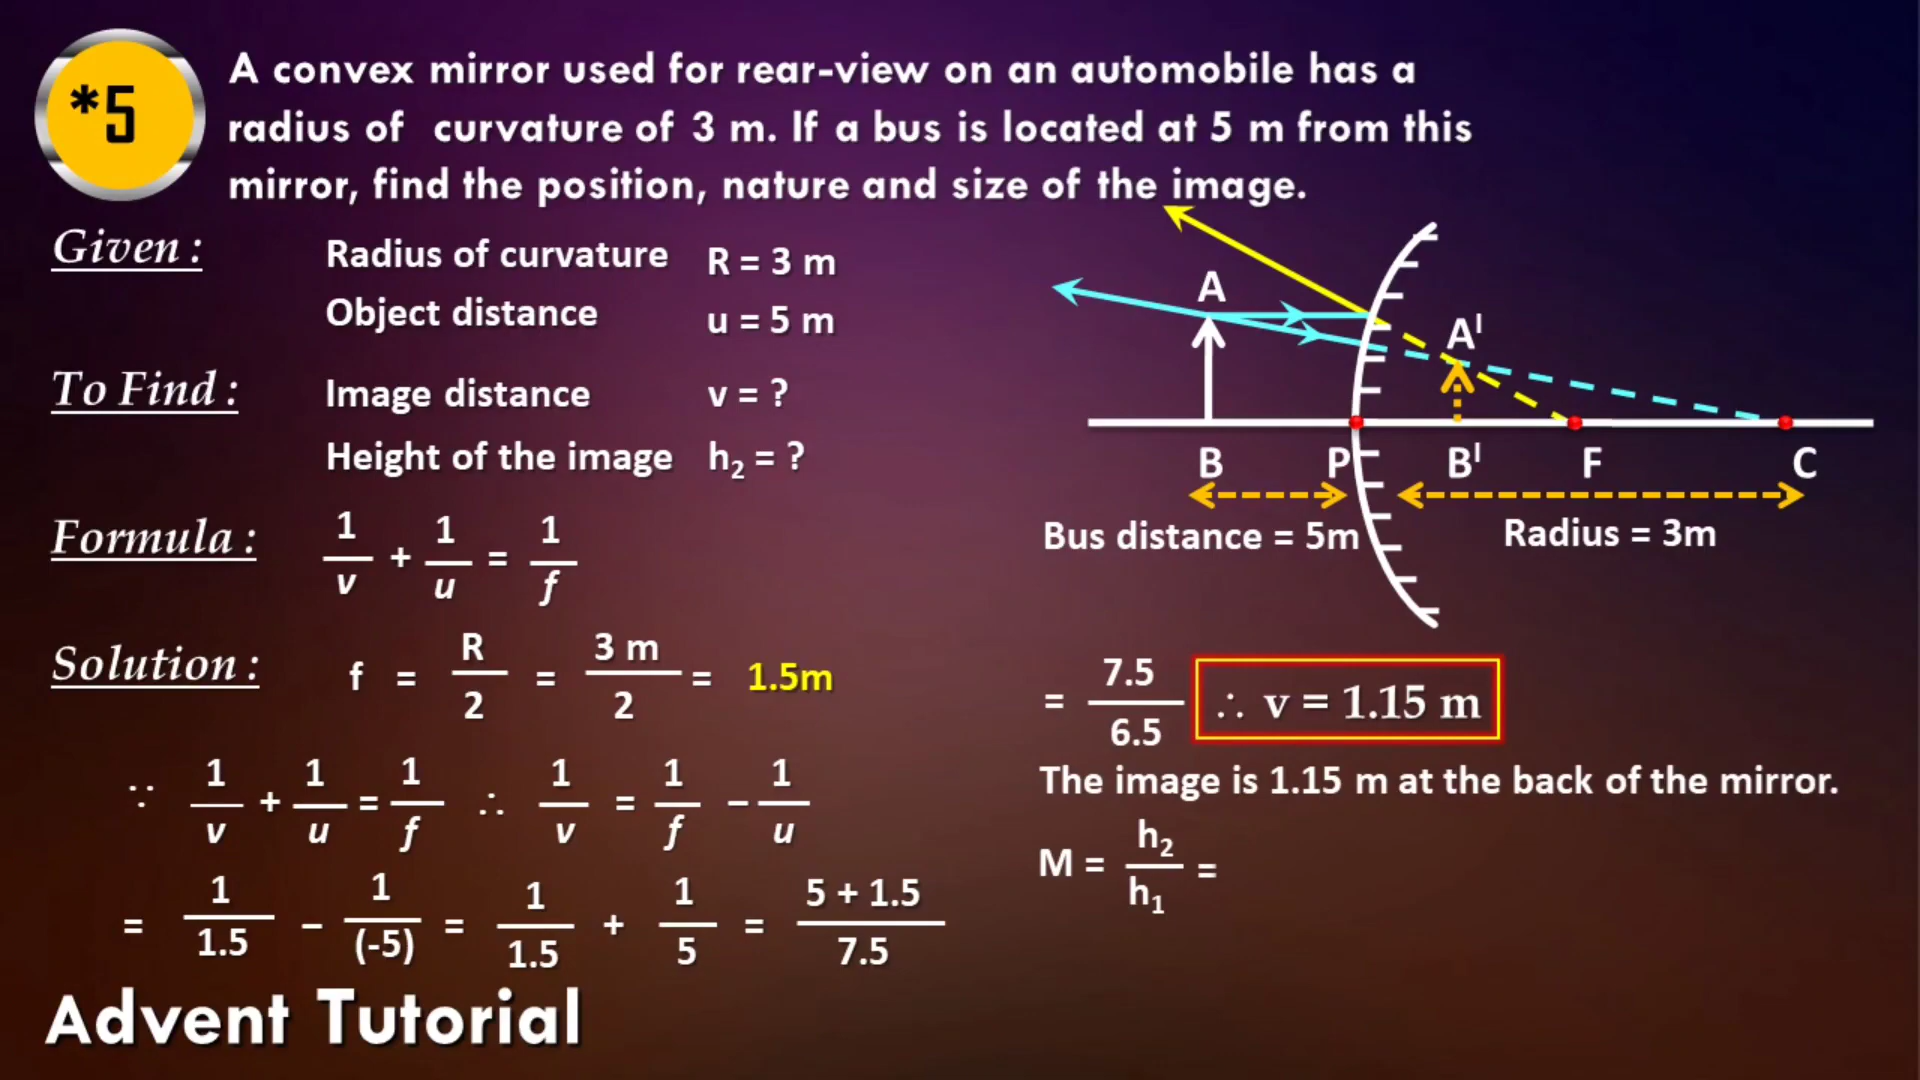 *5
A convex mirror used for rear-view on an automobile has a
radius of curvature of 3 m. If a bus is located at 5 m from this
mirror, find the position, nature and size of the image.
Given :
Radius of curvature R = 3 m
Object distance u = 5 m
To Find :
Image distance v = ?
Height of the image h₂ = ?
Formula :
1/v + 1/u = 1/f
Solution :
f = R/2 = 3 m/2 = 1.5m
∵ 1/v + 1/u = 1/f ∴ 1/v = 1/f − 1/u
= 1/1.5 − 1/(-5) = 1/1.5 + 1/5 = 5 + 1.5/7.5
A
Aᴵ
B P Bᴵ F C
Bus distance = 5m
Radius = 3m
= 7.5/6.5 ∴ v = 1.15 m
The image is 1.15 m at the back of the mirror.
M = h₂/h₁ =
Advent Tutorial